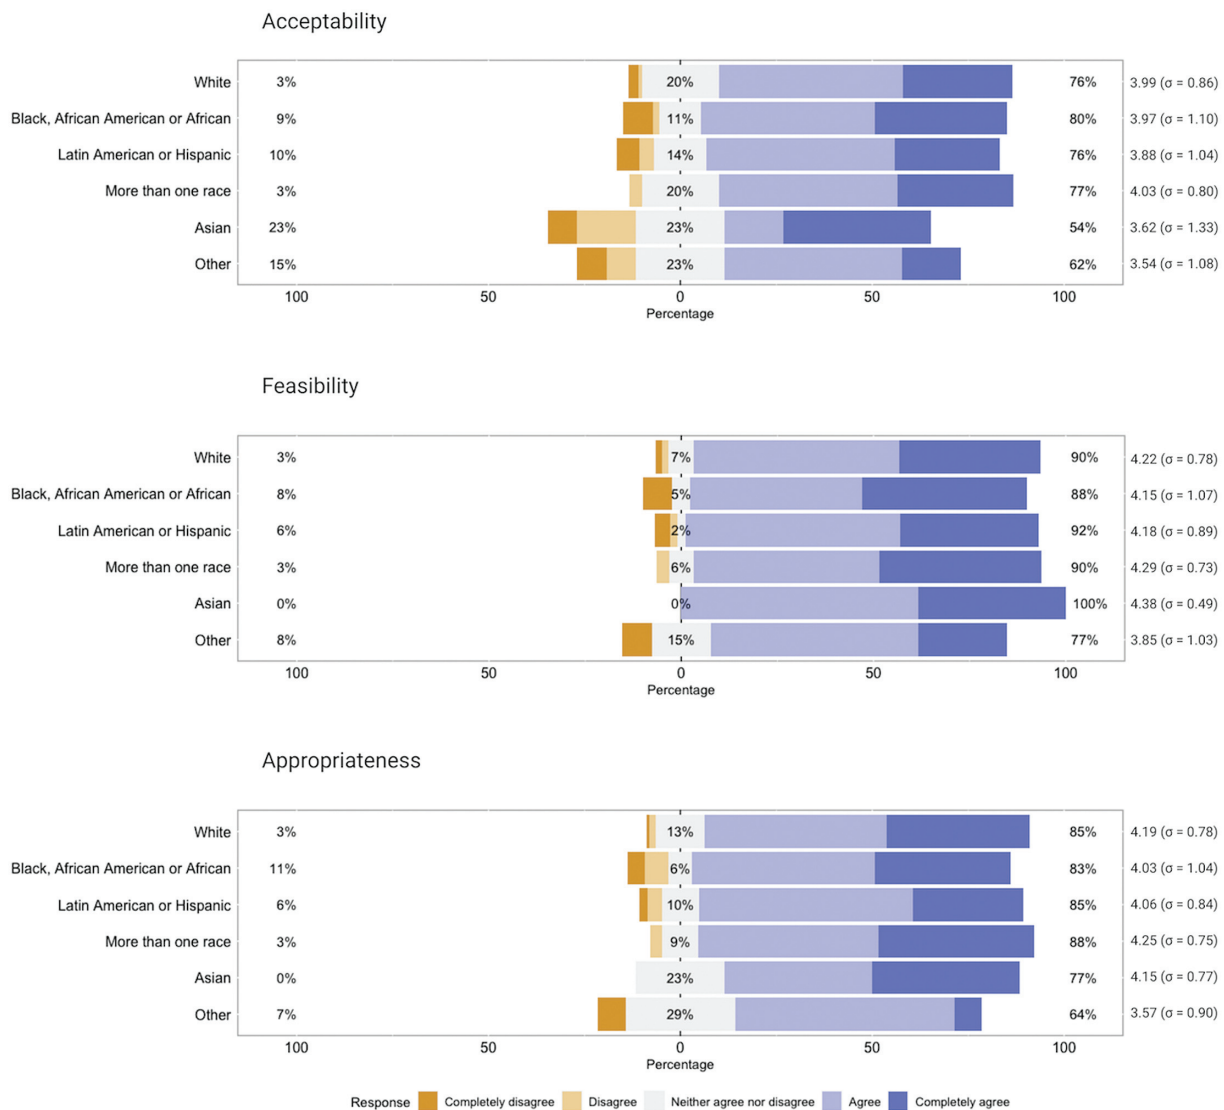 Acceptability
White 3% 20% 76% 3.99 (σ = 0.86)
Black, African American or African 9% 11% 80% 3.97 (σ = 1.10)
Latin American or Hispanic 10% 14% 76% 3.88 (σ = 1.04)
More than one race 3% 20% 77% 4.03 (σ = 0.80)
Asian 23% 23% 54% 3.62 (σ = 1.33)
Other 15% 23% 62% 3.54 (σ = 1.08)
100 50 0 50 100
Percentage
Feasibility
White 3% 7% 90% 4.22 (σ = 0.78)
Black, African American or African 8% 5% 88% 4.15 (σ = 1.07)
Latin American or Hispanic 6% 2% 92% 4.18 (σ = 0.89)
More than one race 3% 6% 90% 4.29 (σ = 0.73)
Asian 0% 0% 100% 4.38 (σ = 0.49)
Other 8% 15% 77% 3.85 (σ = 1.03)
100 50 0 50 100
Percentage
Appropriateness
White 3% 13% 85% 4.19 (σ = 0.78)
Black, African American or African 11% 6% 83% 4.03 (σ = 1.04)
Latin American or Hispanic 6% 10% 85% 4.06 (σ = 0.84)
More than one race 3% 9% 88% 4.25 (σ = 0.75)
Asian 0% 23% 77% 4.15 (σ = 0.77)
Other 7% 29% 64% 3.57 (σ = 0.90)
100 50 0 50 100
Percentage
Response Completely disagree Disagree Neither agree nor disagree Agree Completely agree